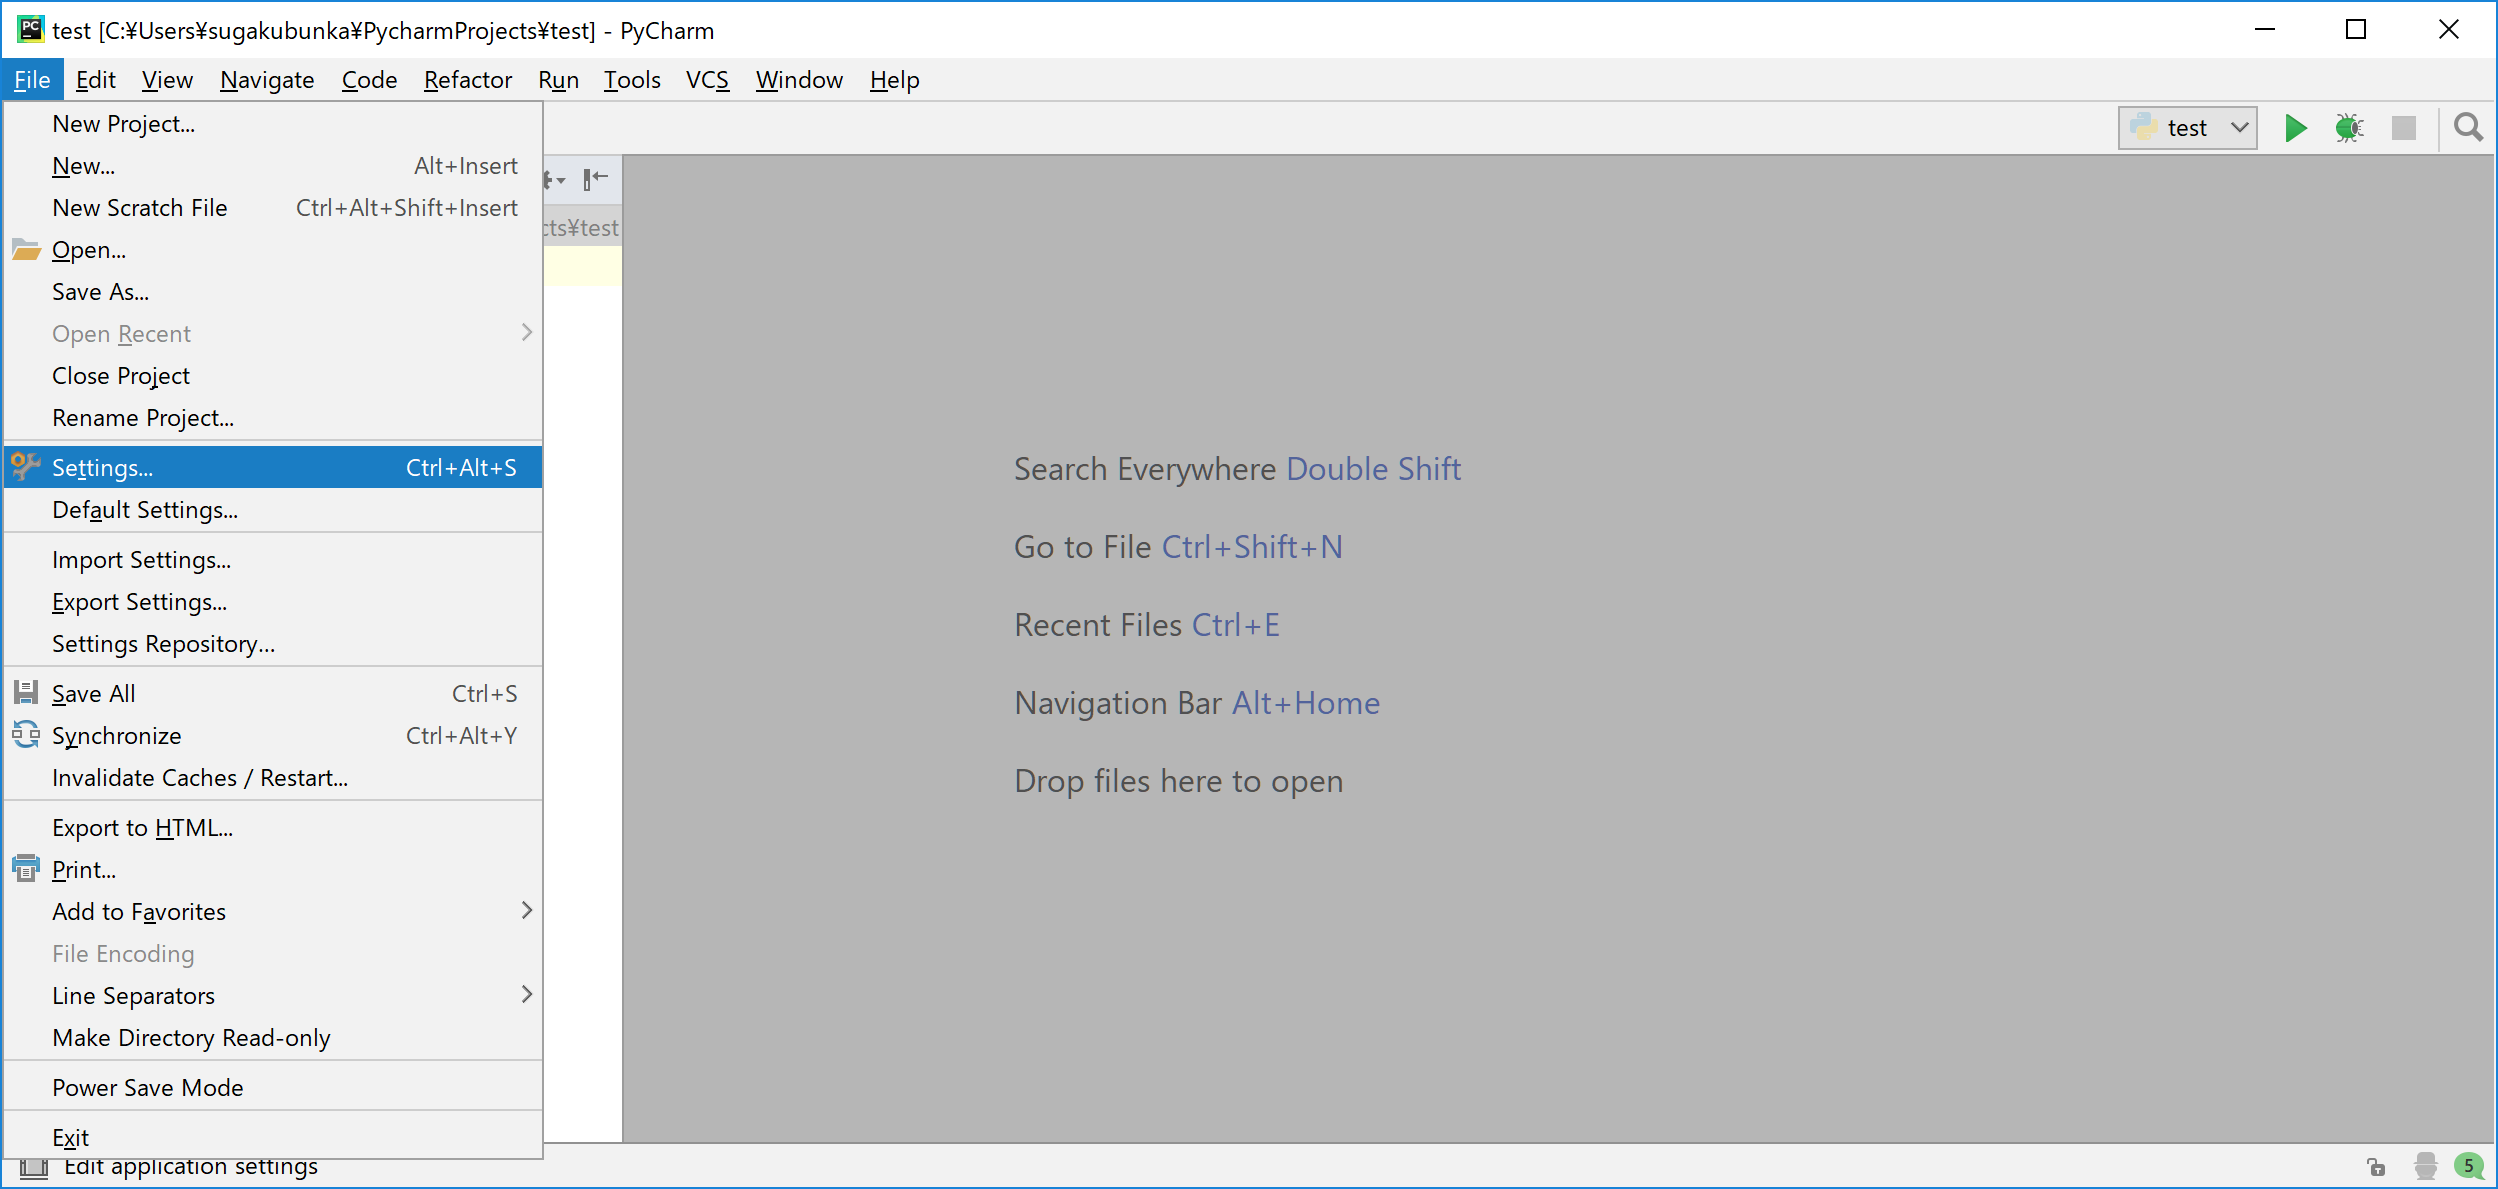 test [C:¥Users¥sugakubunka¥PycharmProjects¥test] - PyCharm
File Edit View Navigate Code Refactor Run Tools VCS Window Help
test
New Project...
New... Alt+Insert
New Scratch File Ctrl+Alt+Shift+Insert
Open...
Save As...
Open Recent
Close Project
Rename Project...
Settings... Ctrl+Alt+S
Default Settings...
Import Settings...
Export Settings...
Settings Repository...
Save All Ctrl+S
Synchronize Ctrl+Alt+Y
Invalidate Caches / Restart...
Export to HTML...
Print...
Add to Favorites
File Encoding
Line Separators
Make Directory Read-only
Power Save Mode
Exit
cts¥test
Search Everywhere Double Shift
Go to File Ctrl+Shift+N
Recent Files Ctrl+E
Navigation Bar Alt+Home
Drop files here to open
Edit application settings
5